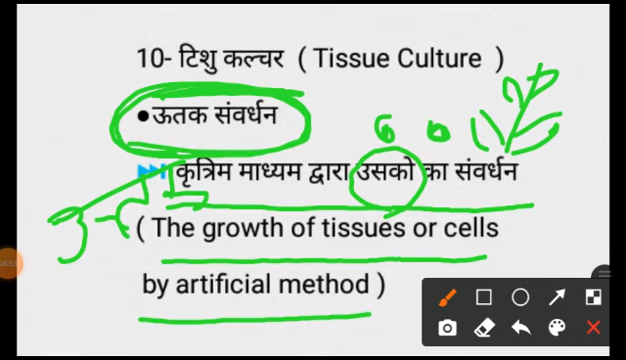 10- टिशु कल्चर ( Tissue Culture )
●ऊतक संवर्धन
कृत्रिम माध्यम द्वारा उसको का संवर्धन
( The growth of tissues or cells
by artificial method )